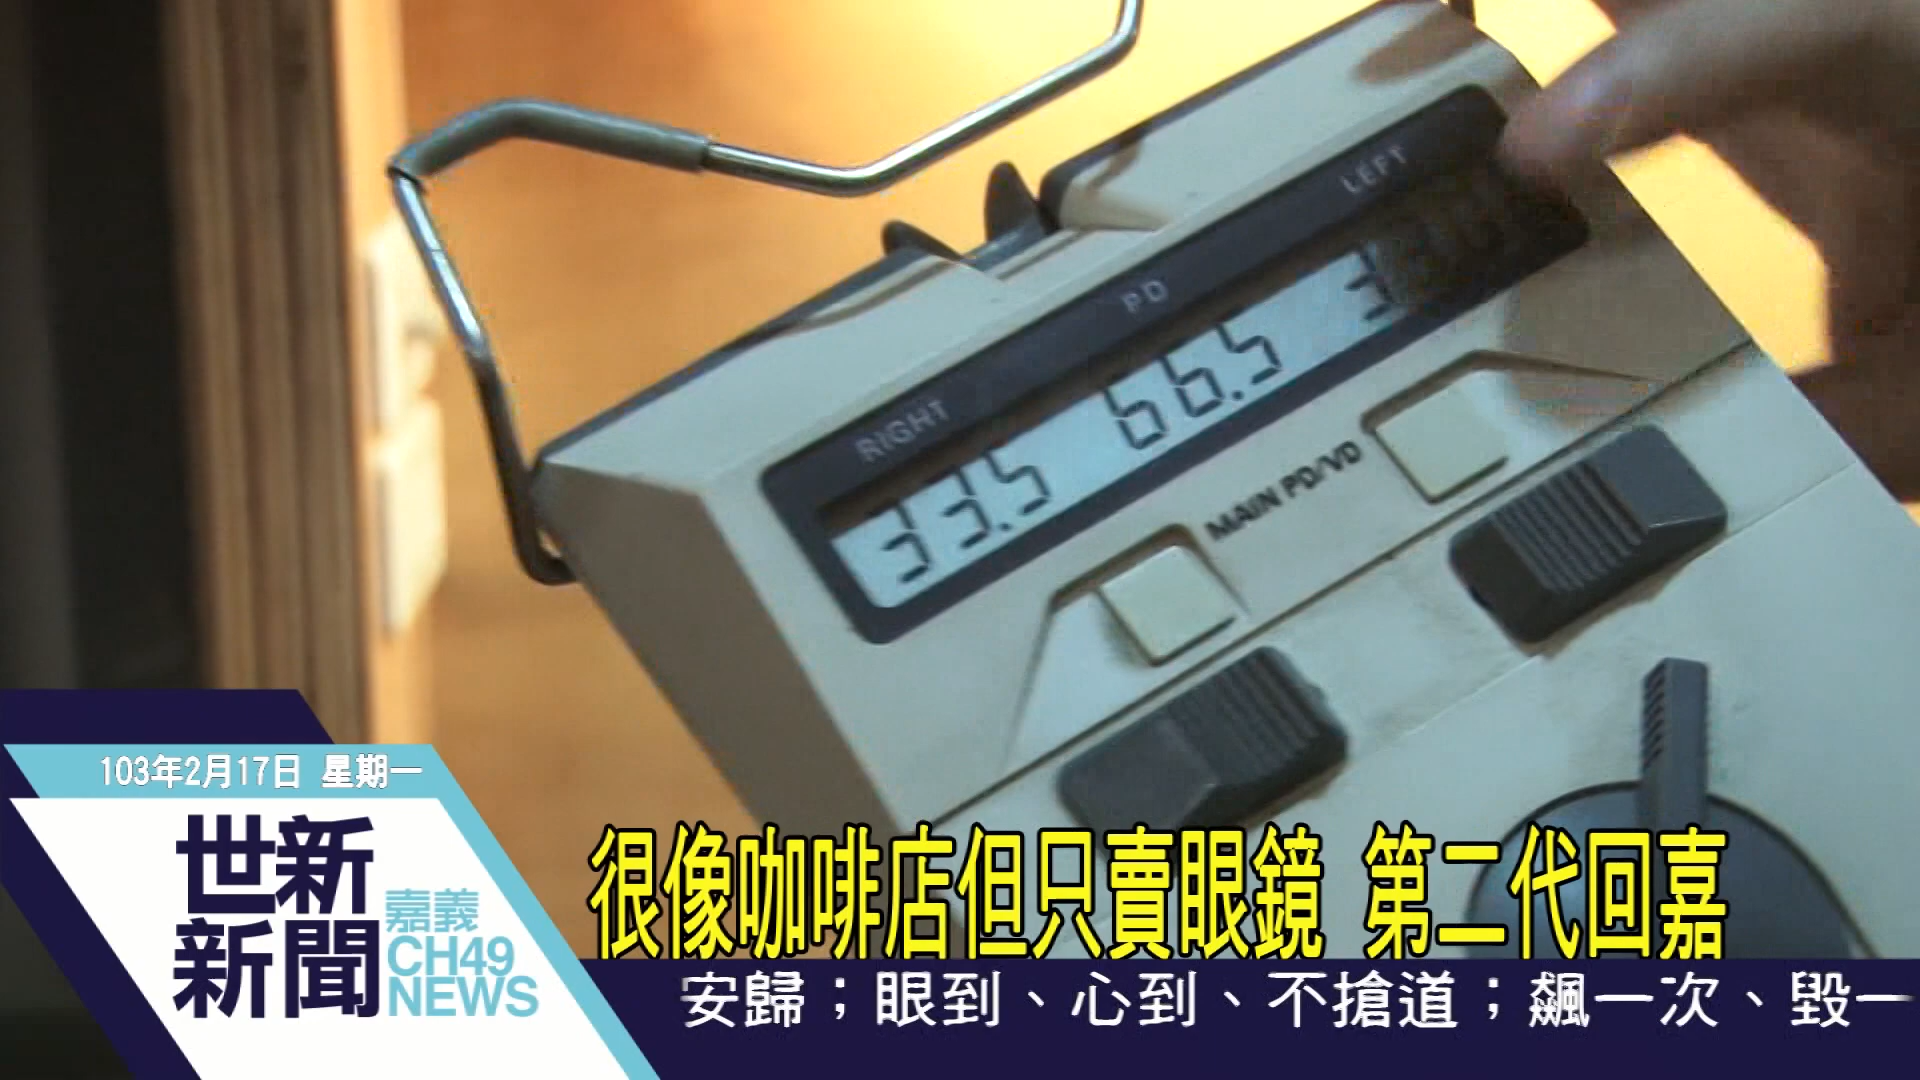 LEFT
PD
RIGHT
33.5 66.5 3
MAIN PD/VD
103年2月17日 星期一
世新
新聞
嘉義
CH49
NEWS
很像咖啡店但只賣眼鏡 第二代回嘉
安歸；眼到、心到、不搶道；飆一次、毀一